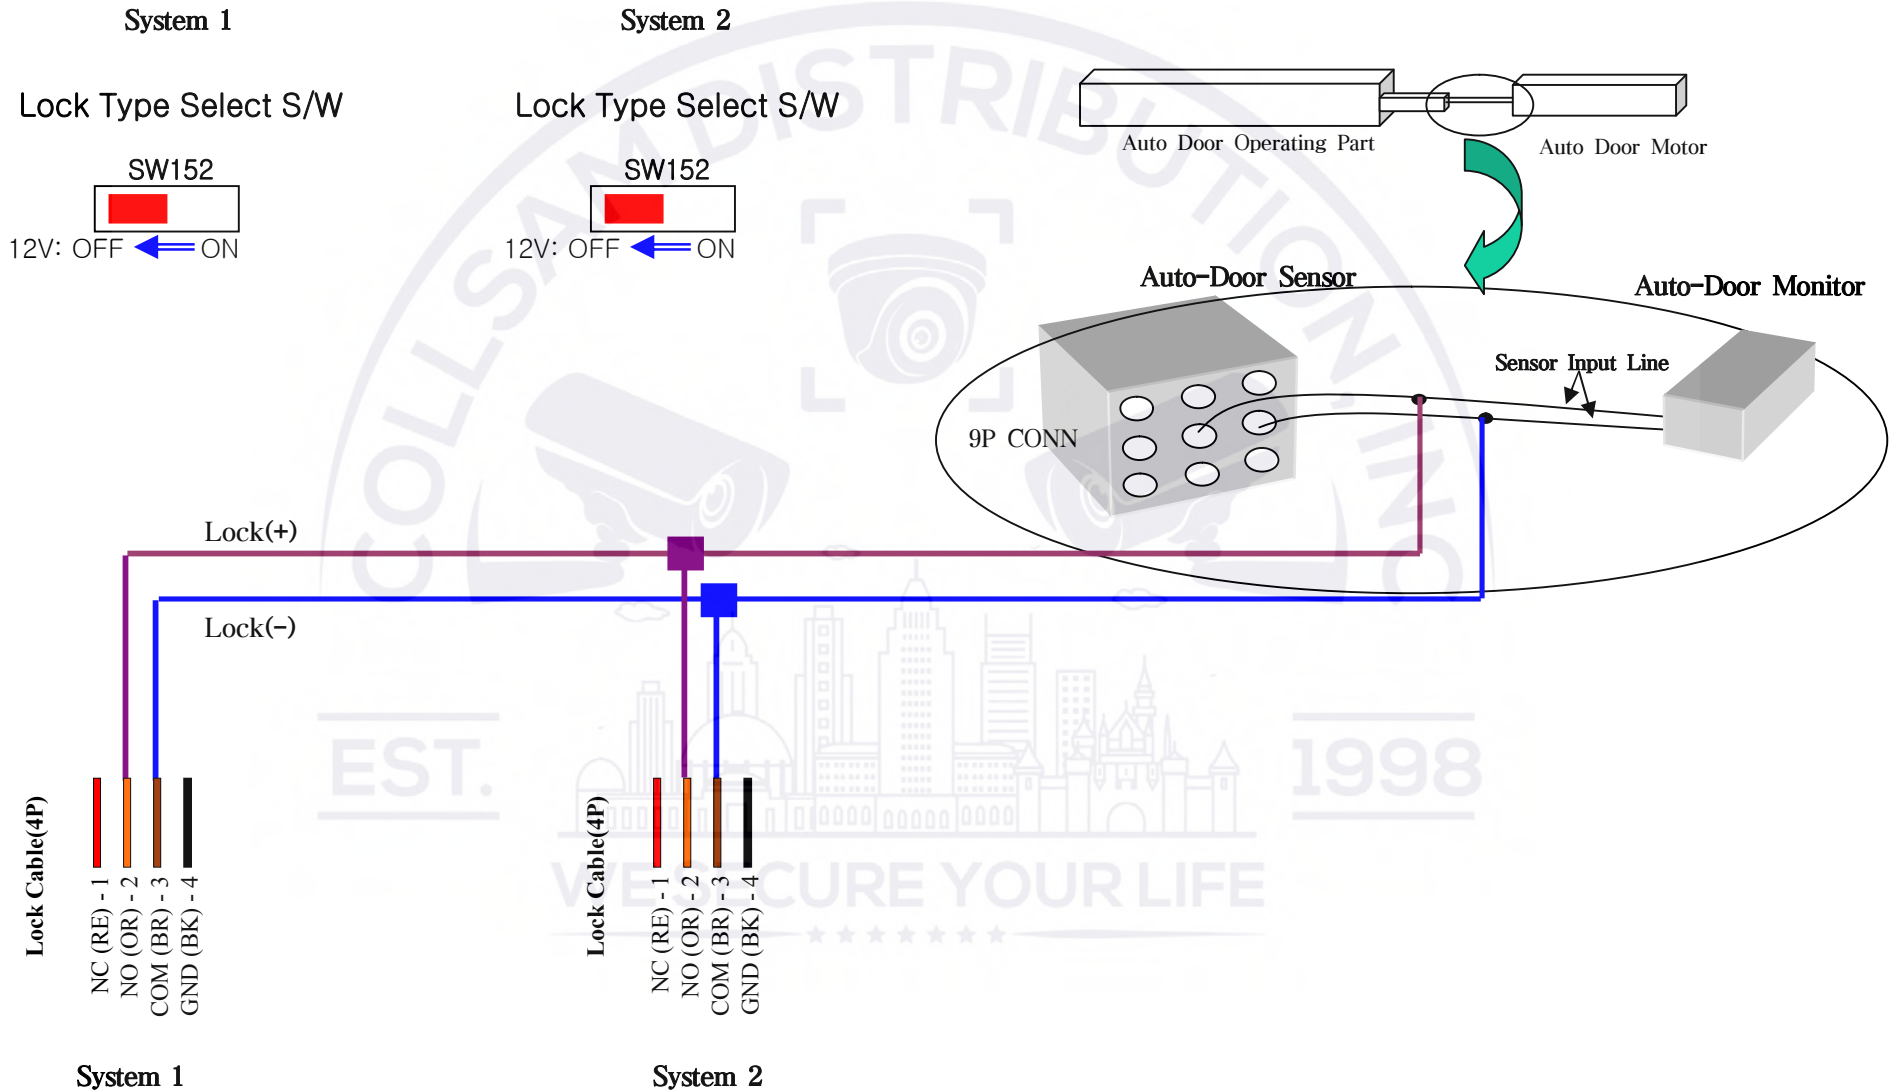 System 1
System 2
Lock Type Select S/W
Lock Type Select S/W
SW152
SW152
12V: OFF ON
12V: OFF ON
Auto Door Operating Part
Auto Door Motor
Auto-Door Sensor
Auto-Door Monitor
Sensor Input Line
9P CONN
Lock(+)
Lock(-)
Lock Cable(4P)
NC (RE) - 1
NO (OR) - 2
COM (BR) - 3
GND (BK) - 4
Lock Cable(4P)
NC (RE) - 1
NO (OR) - 2
COM (BR) - 3
GND (BK) - 4
System 1
System 2
COLLSAM DISTRIBUTION, INC
EST. 1998
WE SECURE YOUR LIFE